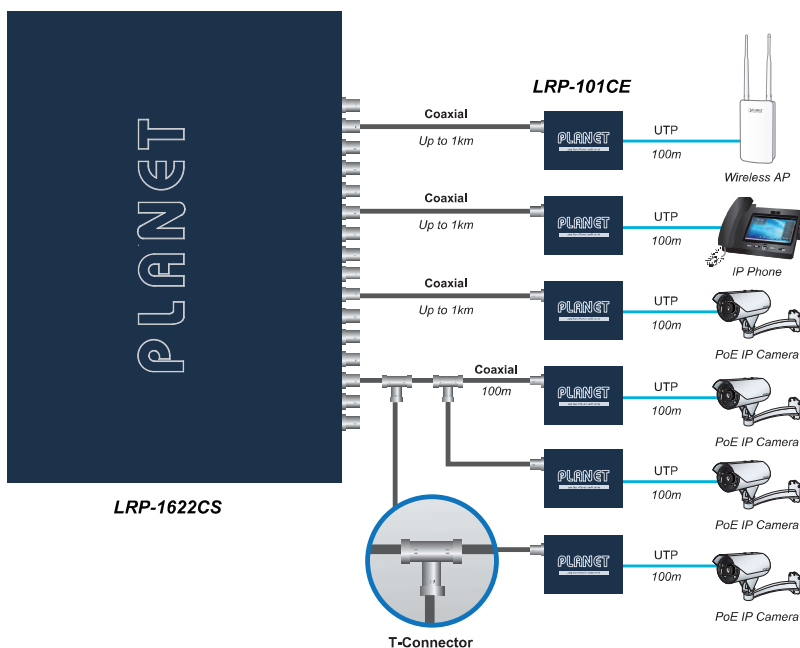 LRP-101CE
PLANET
Coaxial
Up to 1km
PLANET
UTP
100m
Wireless AP
Coaxial
Up to 1km
PLANET
UTP
100m
IP Phone
Coaxial
Up to 1km
PLANET
UTP
100m
PoE IP Camera
Coaxial
100m
PLANET
UTP
100m
PoE IP Camera
PLANET
UTP
100m
PoE IP Camera
LRP-1622CS
PLANET
UTP
100m
PoE IP Camera
T-Connector